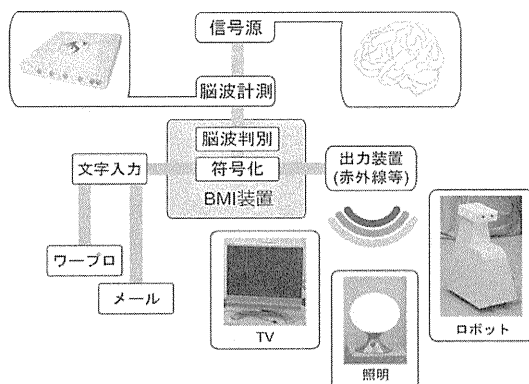 信号源
脳波計測
脳波判別
符号化
BMI装置
文字入力
出力装置
(赤外線等)
ワープロ
メール
TV
照明
ロボット